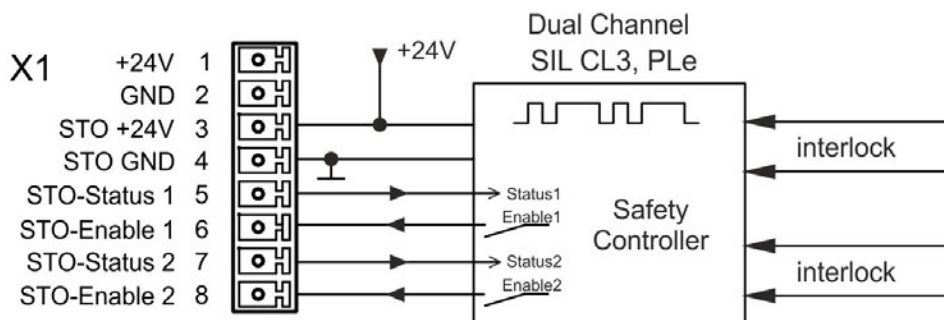 Dual Channel
SIL CL3, PLe
X1
+24V 1
+24V
GND 2
STO +24V 3
STO GND 4
STO-Status 1 5
STO-Enable 1 6
STO-Status 2 7
STO-Enable 2 8
Status1
Enable1
Status2
Enable2
Safety
Controller
interlock
interlock